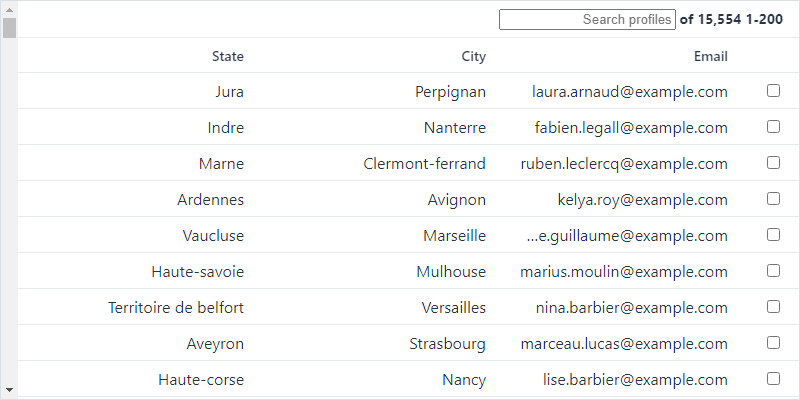 Search profiles of 15,554 1-200
State City Email
Jura Perpignan laura.arnaud@example.com
Indre Nanterre fabien.legall@example.com
Marne Clermont-ferrand ruben.leclercq@example.com
Ardennes Avignon kelya.roy@example.com
Vaucluse Marseille ...e.guillaume@example.com
Haute-savoie Mulhouse marius.moulin@example.com
Territoire de belfort Versailles nina.barbier@example.com
Aveyron Strasbourg marceau.lucas@example.com
Haute-corse Nancy lise.barbier@example.com